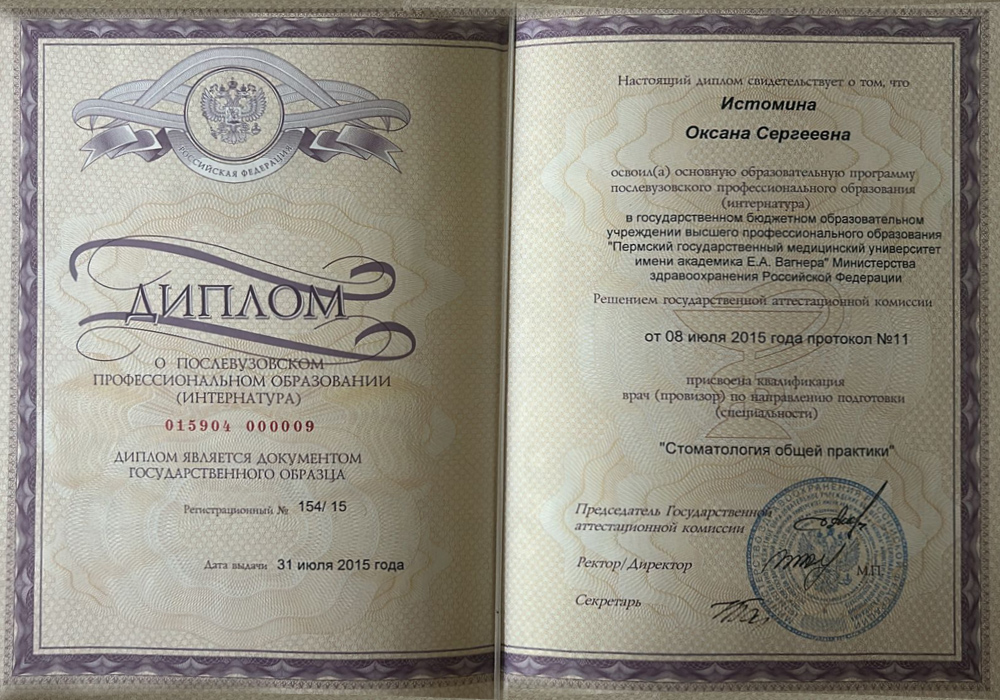 РОССИЙСКАЯ ФЕДЕРАЦИЯ
ДИПЛОМ
О ПОСЛЕВУЗОВСКОМ
ПРОФЕССИОНАЛЬНОМ ОБРАЗОВАНИИ
(ИНТЕРНАТУРА)
015904 000009
ДИПЛОМ ЯВЛЯЕТСЯ ДОКУМЕНТОМ
ГОСУДАРСТВЕННОГО ОБРАЗЦА
Регистрационный № 154/ 15
Дата выдачи 31 июля 2015 года
Настоящий диплом свидетельствует о том, что
Истомина
Оксана Сергеевна
освоил(а) основную образовательную программу
послевузовского профессионального образования
(интернатура)
в государственном бюджетном образовательном
учреждении высшего профессионального образования
"Пермский государственный медицинский университет
имени академика Е.А. Вагнера" Министерства
здравоохранения Российской Федерации
Решением государственной аттестационной комиссии
от 08 июля 2015 года протокол №11
присвоена квалификация
врач (провизор) по направлению подготовки
(специальности)
"Стоматология общей практики"
Председатель Государственной
аттестационной комиссии
Ректор/Директор
М.П.
Секретарь